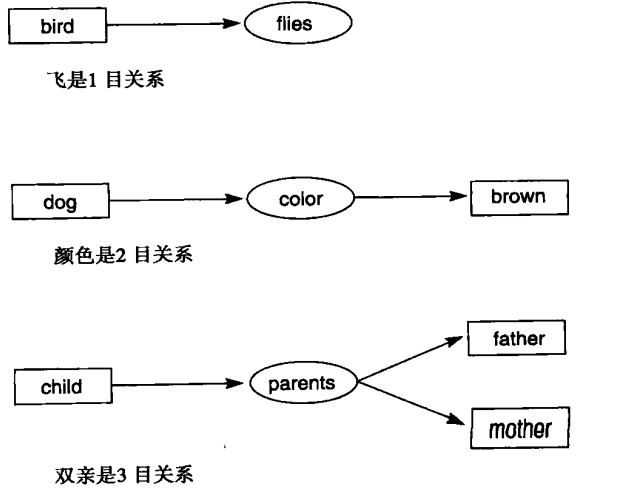 bird flies
飞是1 目关系
dog color brown
颜色是2 目关系
father
child parents
mother
双亲是3 目关系